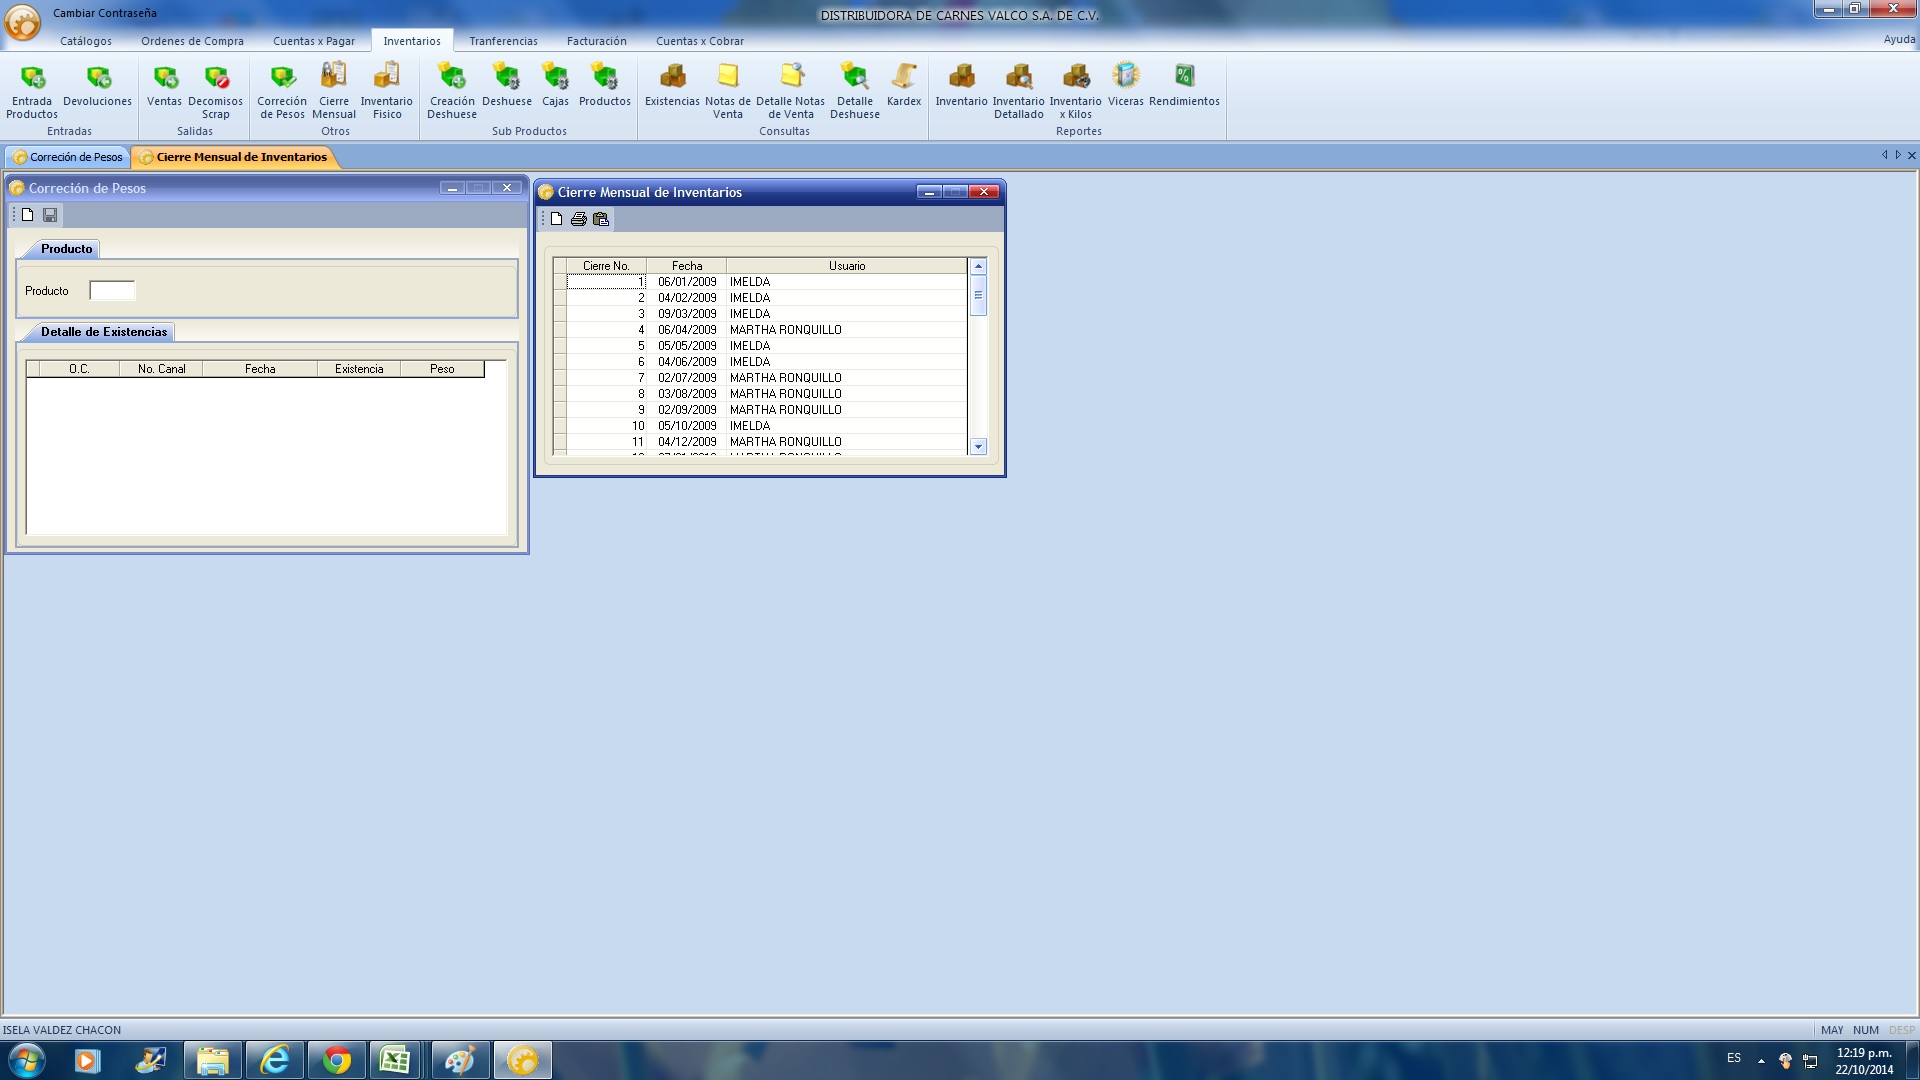 Cambiar Contraseña
DISTRIBUIDORA DE CARNES VALCO S.A. DE C.V.
Catálogos Ordenes de Compra Cuentas x Pagar Inventarios Tranferencias Facturación Cuentas x Cobrar Ayuda
Entrada Productos Devoluciones Ventas Decomisos Scrap Correción de Pesos Cierre Mensual Inventario Fisico Creación Deshuese Deshuese Cajas Productos Existencias Notas de Venta Detalle Notas de Venta Detalle Deshuese Kardex Inventario Inventario Detallado Inventario x Kilos Viceras Rendimientos
Entradas Salidas Otros Sub Productos Consultas Reportes
Correción de Pesos Cierre Mensual de Inventarios
Correción de Pesos
Producto
Producto
Detalle de Existencias
O.C. No. Canal Fecha Existencia Peso
Cierre Mensual de Inventarios
Cierre No. Fecha Usuario
1 06/01/2009 IMELDA
2 04/02/2009 IMELDA
3 09/03/2009 IMELDA
4 06/04/2009 MARTHA RONQUILLO
5 05/05/2009 IMELDA
6 04/06/2009 IMELDA
7 02/07/2009 MARTHA RONQUILLO
8 03/08/2009 MARTHA RONQUILLO
9 02/09/2009 MARTHA RONQUILLO
10 05/10/2009 IMELDA
11 04/12/2009 MARTHA RONQUILLO
ISELA VALDEZ CHACON
MAY NUM DESP
ES
12:19 p.m.
22/10/2014